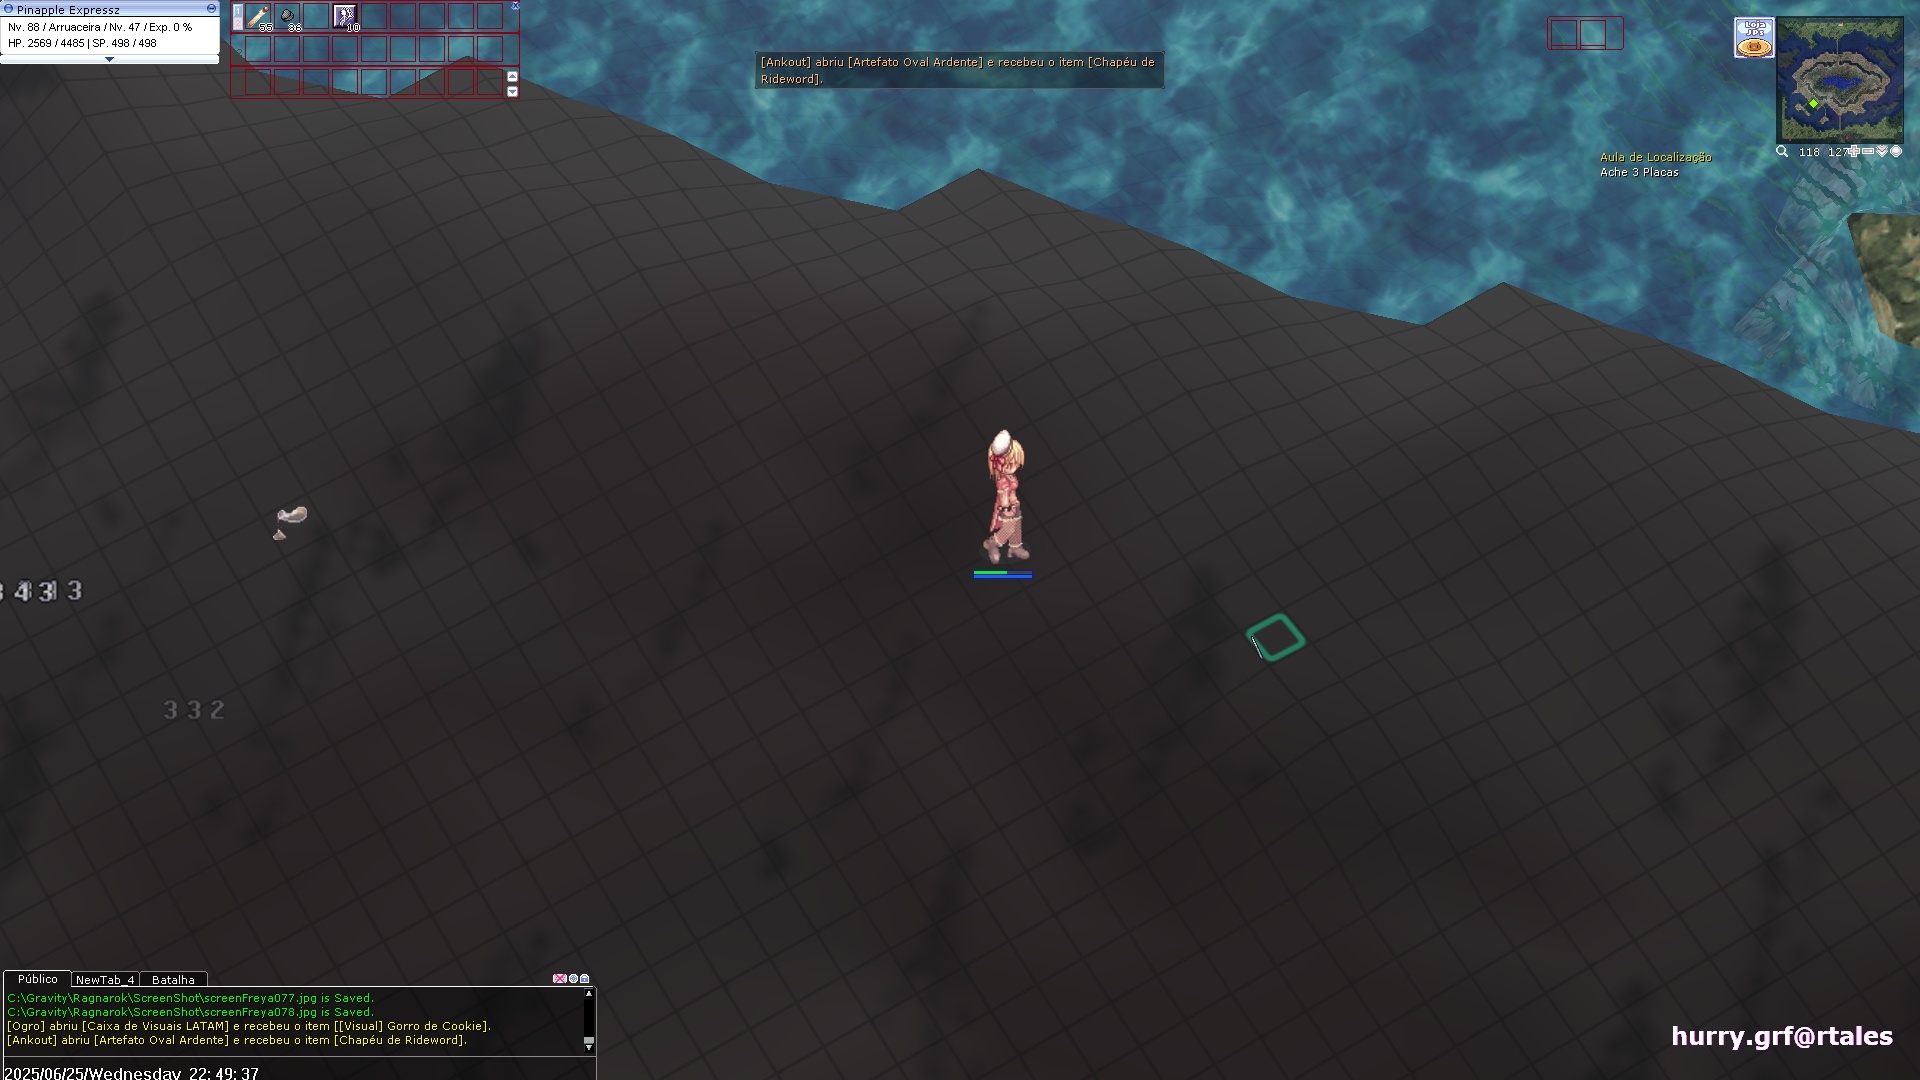 Pinapple Expressz
Nv. 88 / Arruaceira / Nv. 47 / Exp. 0 %
HP. 2569 / 4485 | SP. 498 / 498
55 36 10
[Ankout] abriu [Artefato Oval Ardente] e recebeu o item [Chapéu de
Rideword].
Loja
118 127
Aula de Localização
Ache 3 Placas
3 3 2
Público NewTab_4 Batalha
C:\Gravity\Ragnarok\ScreenShot\screenFreya077.jpg is Saved.
C:\Gravity\Ragnarok\ScreenShot\screenFreya078.jpg is Saved.
[Ogro] abriu [Caixa de Visuais LATAM] e recebeu o item [[Visual] Gorro de Cookie].
[Ankout] abriu [Artefato Oval Ardente] e recebeu o item [Chapéu de Rideword].
2025/06/25/Wednesday 22:49:37
hurry.grf@rtales